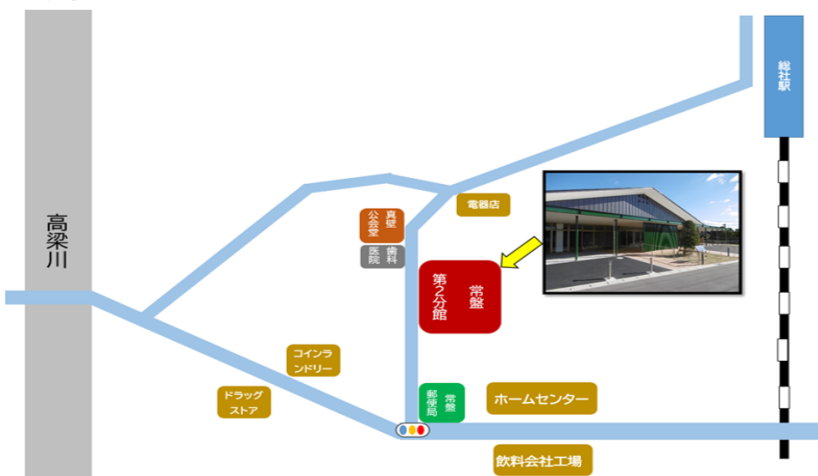 総社駅
高梁川
電器店
真壁
公会堂
歯科
医院
常盤
第2分館
コインラ
ンドリー
ドラッグ
ストア
常盤
郵便局
ホームセンター
飲料会社工場